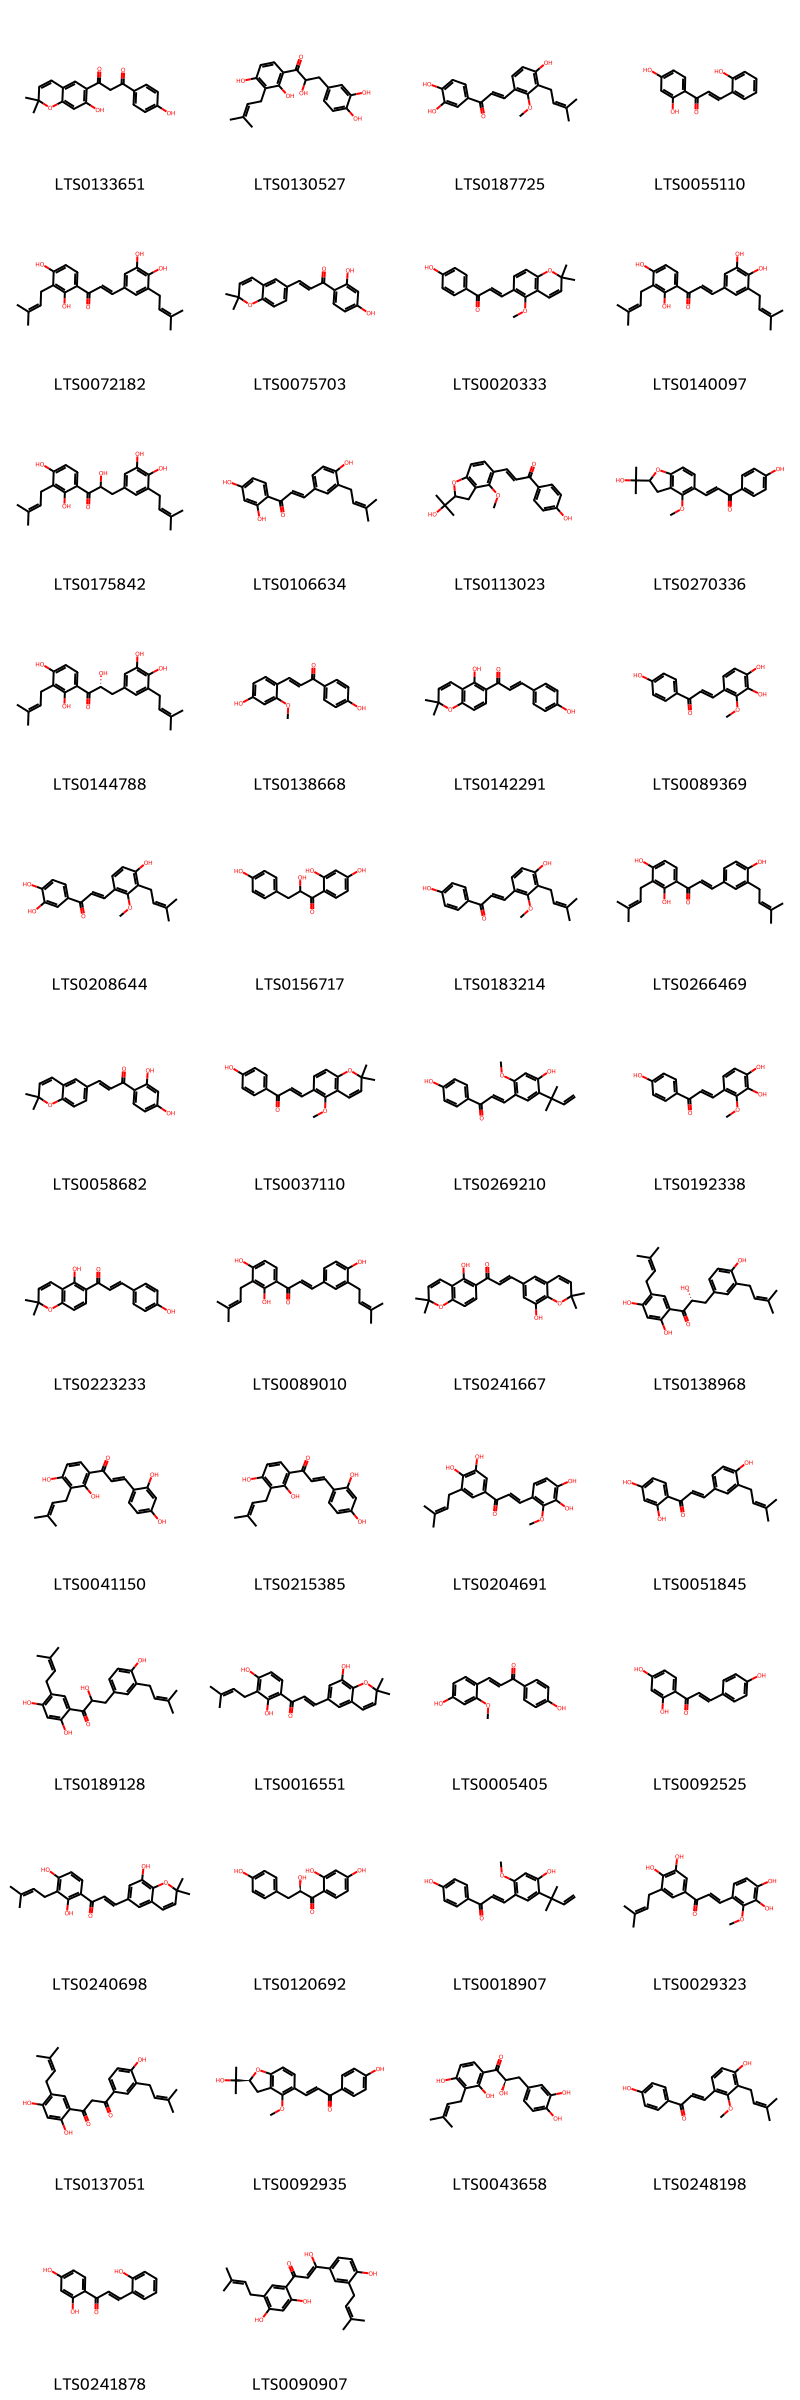 LTS0133651 LTS0130527 LTS0187725 LTS0055110
LTS0072182 LTS0075703 LTS0020333 LTS0140097
LTS0175842 LTS0106634 LTS0113023 LTS0270336
LTS0144788 LTS0138668 LTS0142291 LTS0089369
LTS0208644 LTS0156717 LTS0183214 LTS0266469
LTS0058682 LTS0037110 LTS0269210 LTS0192338
LTS0223233 LTS0089010 LTS0241667 LTS0138968
LTS0041150 LTS0215385 LTS0204691 LTS0051845
LTS0189128 LTS0016551 LTS0005405 LTS0092525
LTS0240698 LTS0120692 LTS0018907 LTS0029323
LTS0137051 LTS0092935 LTS0043658 LTS0248198
LTS0241878 LTS0090907